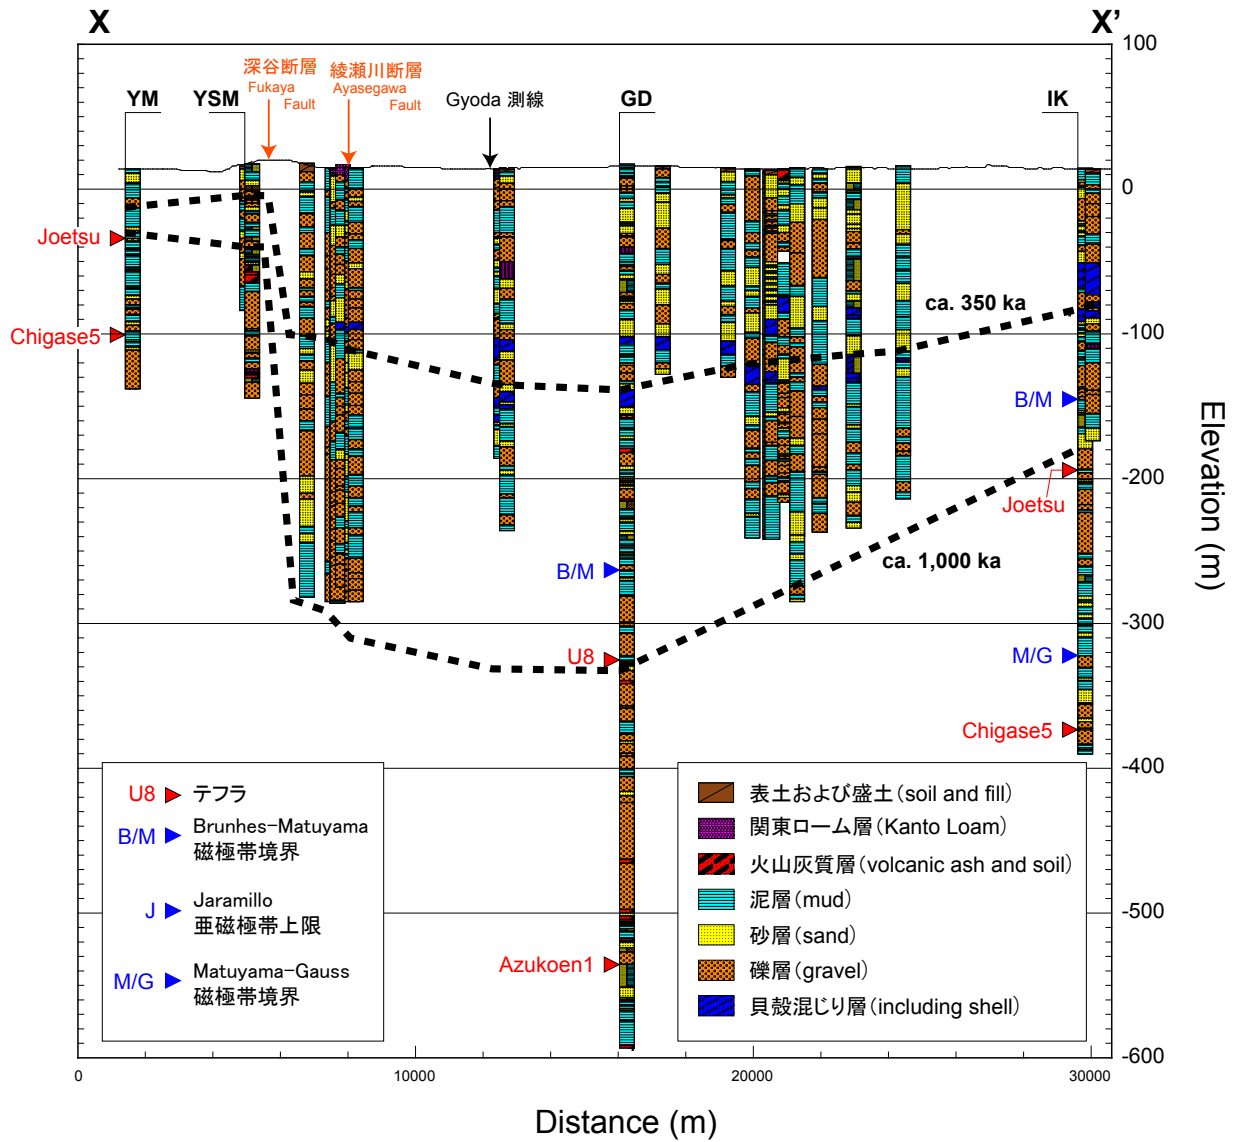 X
X’
YM
YSM
深谷断層
Fukaya
Fault
綾瀬川断層
Ayasegawa
Fault
Gyoda 測線
GD
IK
100
0
-100
-200
-300
-400
-500
-600
Elevation (m)
Joetsu
Chigase5
ca. 350 ka
B/M
Joetsu
ca. 1,000 ka
B/M
U8
M/G
Chigase5
Azukoen1
U8
テフラ
B/M
Brunhes-Matuyama
磁極帯境界
J
Jaramillo
亜磁極帯上限
M/G
Matuyama-Gauss
磁極帯境界
表土および盛土(soil and fill)
関東ローム層(Kanto Loam)
火山灰質層(volcanic ash and soil)
泥層(mud)
砂層(sand)
礫層(gravel)
貝殻混じり層(including shell)
0
10000
20000
30000
Distance (m)